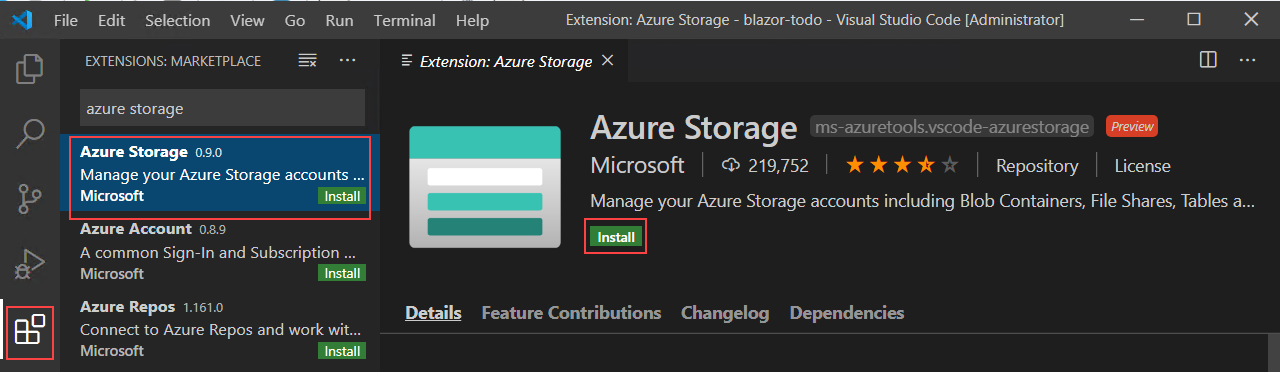 File Edit Selection View Go Run Terminal Help Extension: Azure Storage - blazor-todo - Visual Studio Code [Administrator]
EXTENSIONS: MARKETPLACE
azure storage
Azure Storage 0.9.0
Manage your Azure Storage accounts ...
Microsoft Install
Azure Account 0.8.9
A common Sign-In and Subscription ...
Microsoft Install
Azure Repos 1.161.0
Connect to Azure Repos and work wit...
Microsoft Install
Extension: Azure Storage
Azure Storage ms-azuretools.vscode-azurestorage Preview
Microsoft 219,752 Repository License
Manage your Azure Storage accounts including Blob Containers, File Shares, Tables a...
Install
Details Feature Contributions Changelog Dependencies